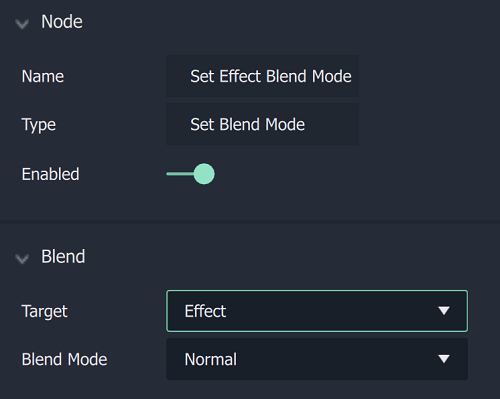 Node
Name Set Effect Blend Mode
Type Set Blend Mode
Enabled
Blend
Target Effect
Blend Mode Normal